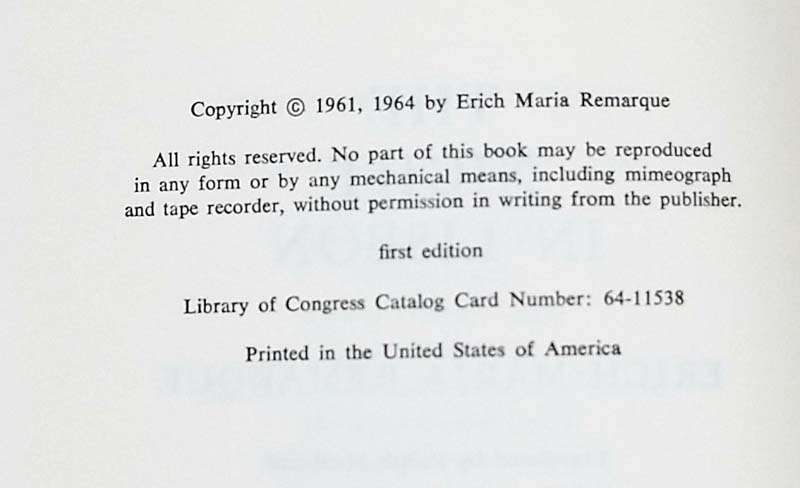 Copyright © 1961, 1964 by Erich Maria Remarque
All rights reserved. No part of this book may be reproduced
in any form or by any mechanical means, including mimeograph
and tape recorder, without permission in writing from the publisher.
first edition
Library of Congress Catalog Card Number: 64-11538
Printed in the United States of America